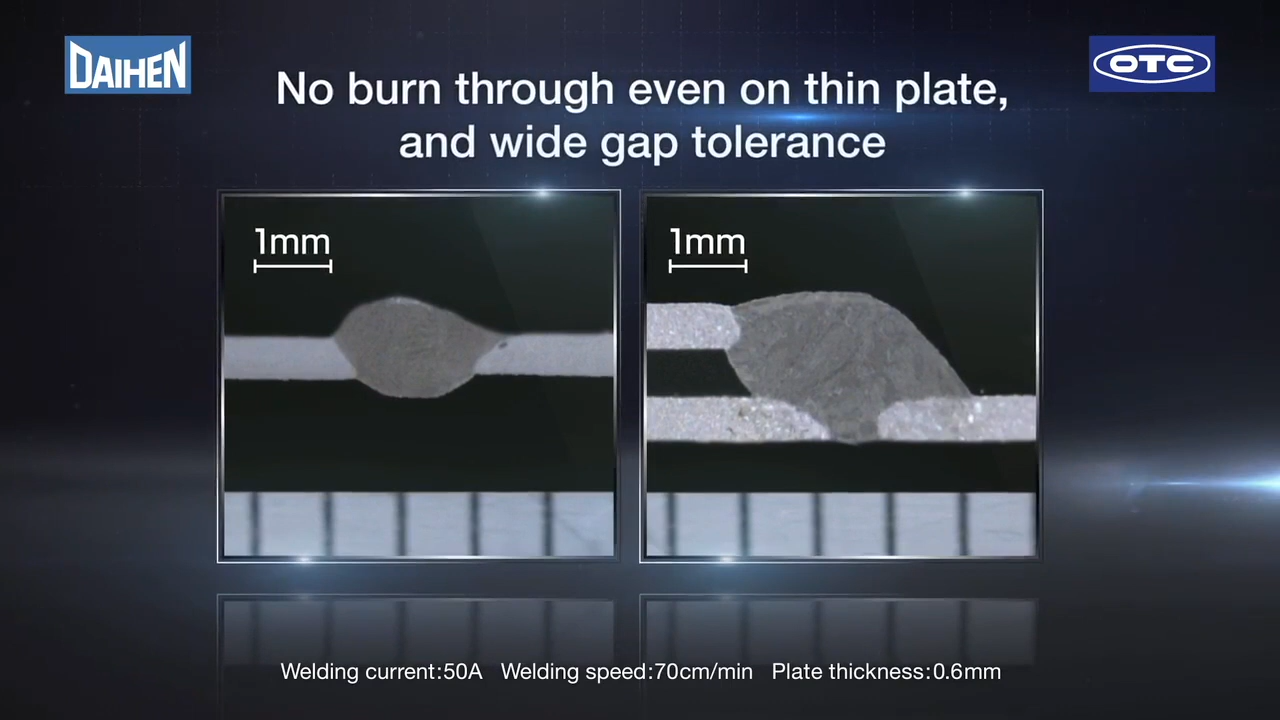 DAIHEN
OTC
No burn through even on thin plate,
and wide gap tolerance
1mm
1mm
Welding current:50A Welding speed:70cm/min Plate thickness:0.6mm